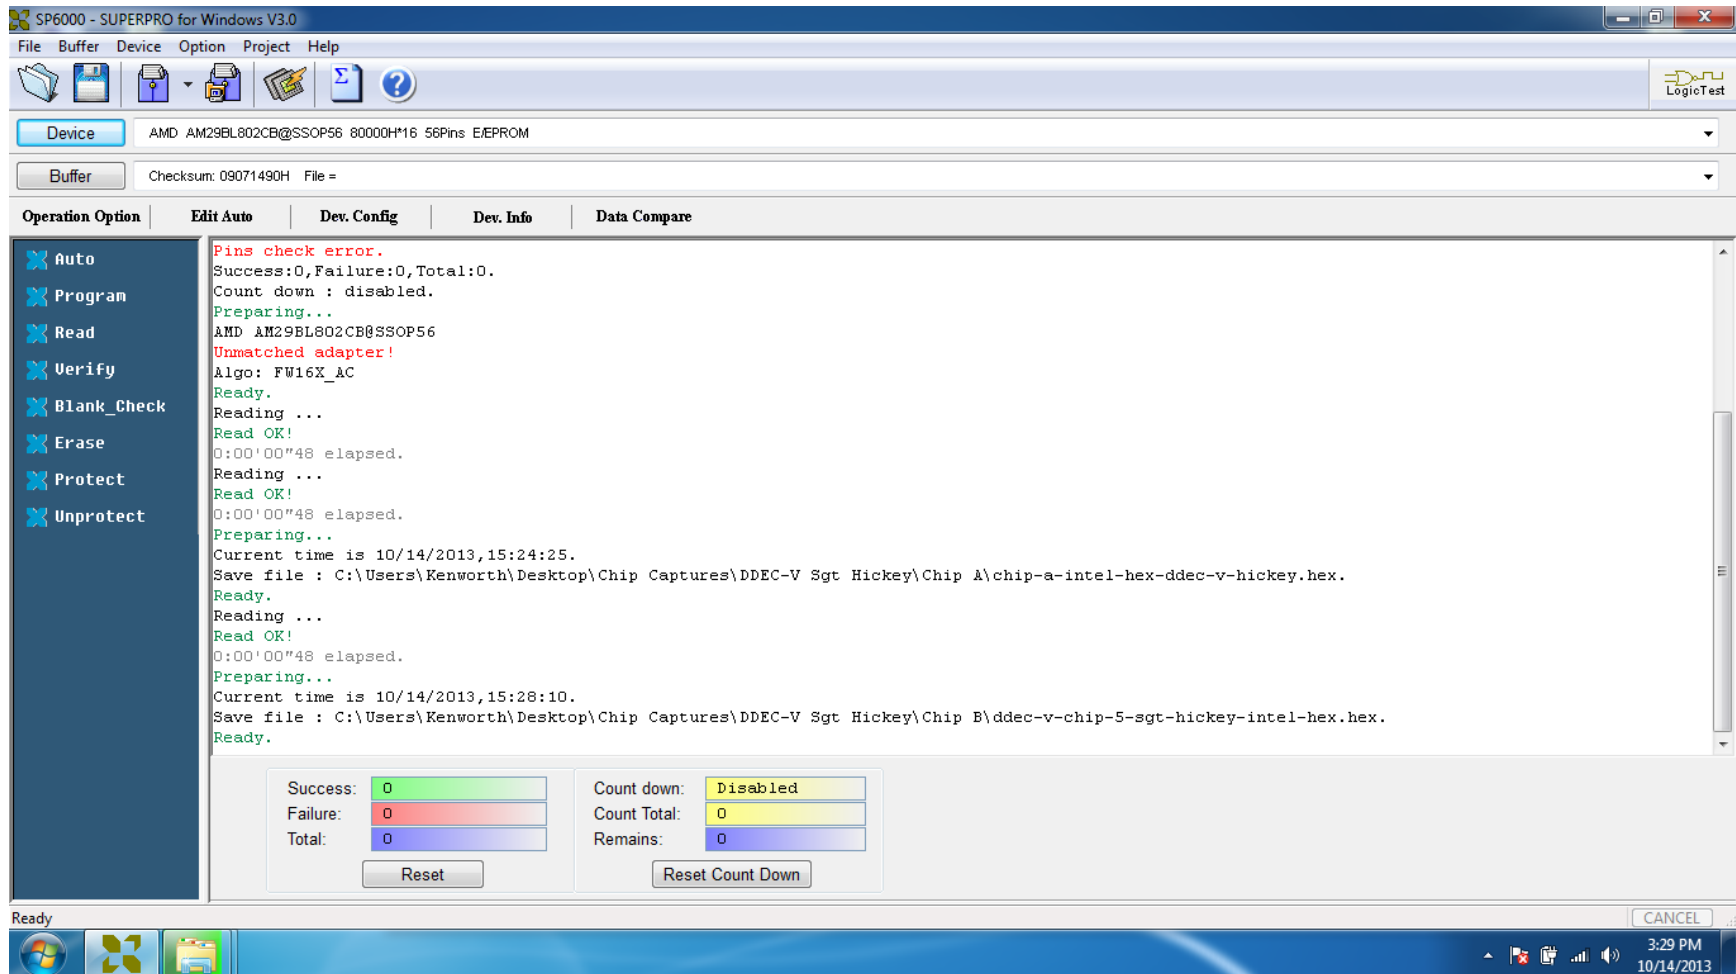 SP6000 - SUPERPRO for Windows V3.0
File Buffer Device Option Project Help
Σ ?
LogicTest
Device AMD AM29BL802CB@SSOP56 80000H*16 56Pins E/EPROM
Buffer Checksum: 09071490H File =
Operation Option Edit Auto Dev. Config Dev. Info Data Compare
Auto
Program
Read
Verify
Blank_Check
Erase
Protect
Unprotect
Pins check error.
Success:0,Failure:0,Total:0.
Count down : disabled.
Preparing...
AMD AM29BL802CB@SSOP56
Unmatched adapter!
Algo: FW16X_AC
Ready.
Reading ...
Read OK!
0:00'00"48 elapsed.
Reading ...
Read OK!
0:00'00"48 elapsed.
Preparing...
Current time is 10/14/2013,15:24:25.
Save file : C:\Users\Kenworth\Desktop\Chip Captures\DDEC-V Sgt Hickey\Chip A\chip-a-intel-hex-ddec-v-hickey.hex.
Ready.
Reading ...
Read OK!
0:00'00"48 elapsed.
Preparing...
Current time is 10/14/2013,15:28:10.
Save file : C:\Users\Kenworth\Desktop\Chip Captures\DDEC-V Sgt Hickey\Chip B\ddec-v-chip-5-sgt-hickey-intel-hex.hex.
Ready.
Success: 0 Count down: Disabled
Failure: 0 Count Total: 0
Total: 0 Remains: 0
Reset Reset Count Down
Ready CANCEL
3:29 PM
10/14/2013